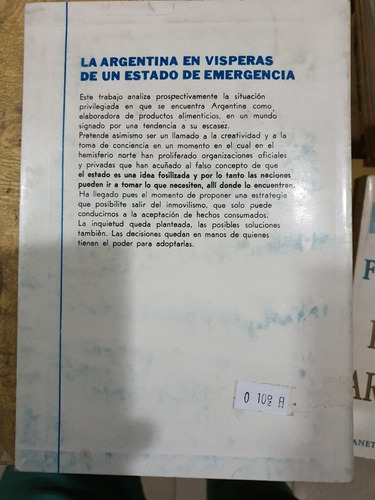 LA ARGENTINA EN VISPERAS
DE UN ESTADO DE EMERGENCIA
Este trabajo analiza prospectivamente la situación
privilegiada en que se encuentra Argentina como
elaboradora de productos alimenticios, en un mundo
signado por una tendencia a su escasez.
Pretende asimismo ser un llamado a la creatividad y a la
toma de conciencia en un momento en el cual en el
hemisferio norte han proliferado organizaciones oficiales
y privadas que han acuñado al falso concepto de que
el estado es una idea fosilizada y por lo tanto las naciones
pueden ir a tomar lo que necesiten, allí donde lo encuentren.
Ha llegado pues el momento de proponer una estrategia
que posibilite salir del inmovilismo, que solo puede
conducirnos a la aceptación de hechos consumados.
La inquietud queda planteada, las posibles soluciones
también. Las decisiones quedan en manos de quienes
tienen el poder para adoptarlas.
F
AR
ANET